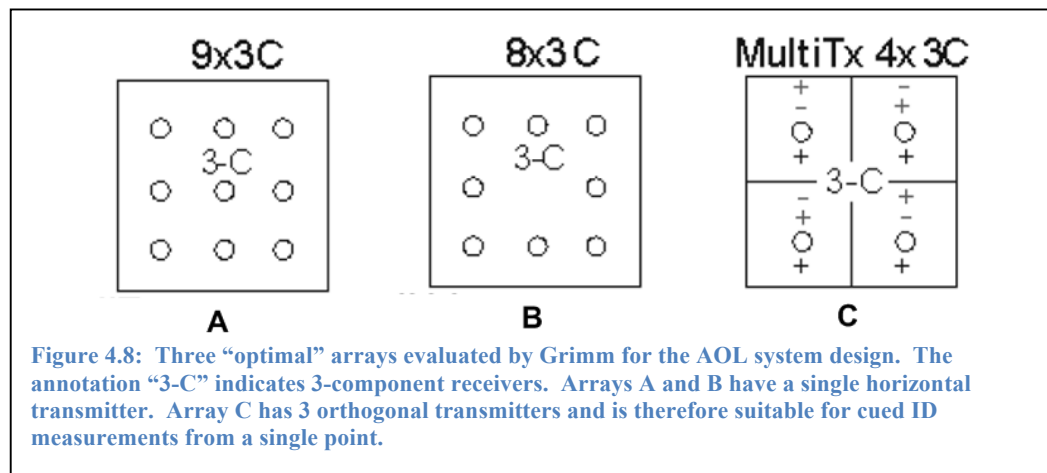 9x3C 8x3C MultiTx 4x3C
+ - - +
3-C 3-C
+ +
3-C
- + + -
+ +
A B C
Figure 4.8: Three “optimal” arrays evaluated by Grimm for the AOL system design. The
annotation “3-C” indicates 3-component receivers. Arrays A and B have a single horizontal
transmitter. Array C has 3 orthogonal transmitters and is therefore suitable for cued ID
measurements from a single point.